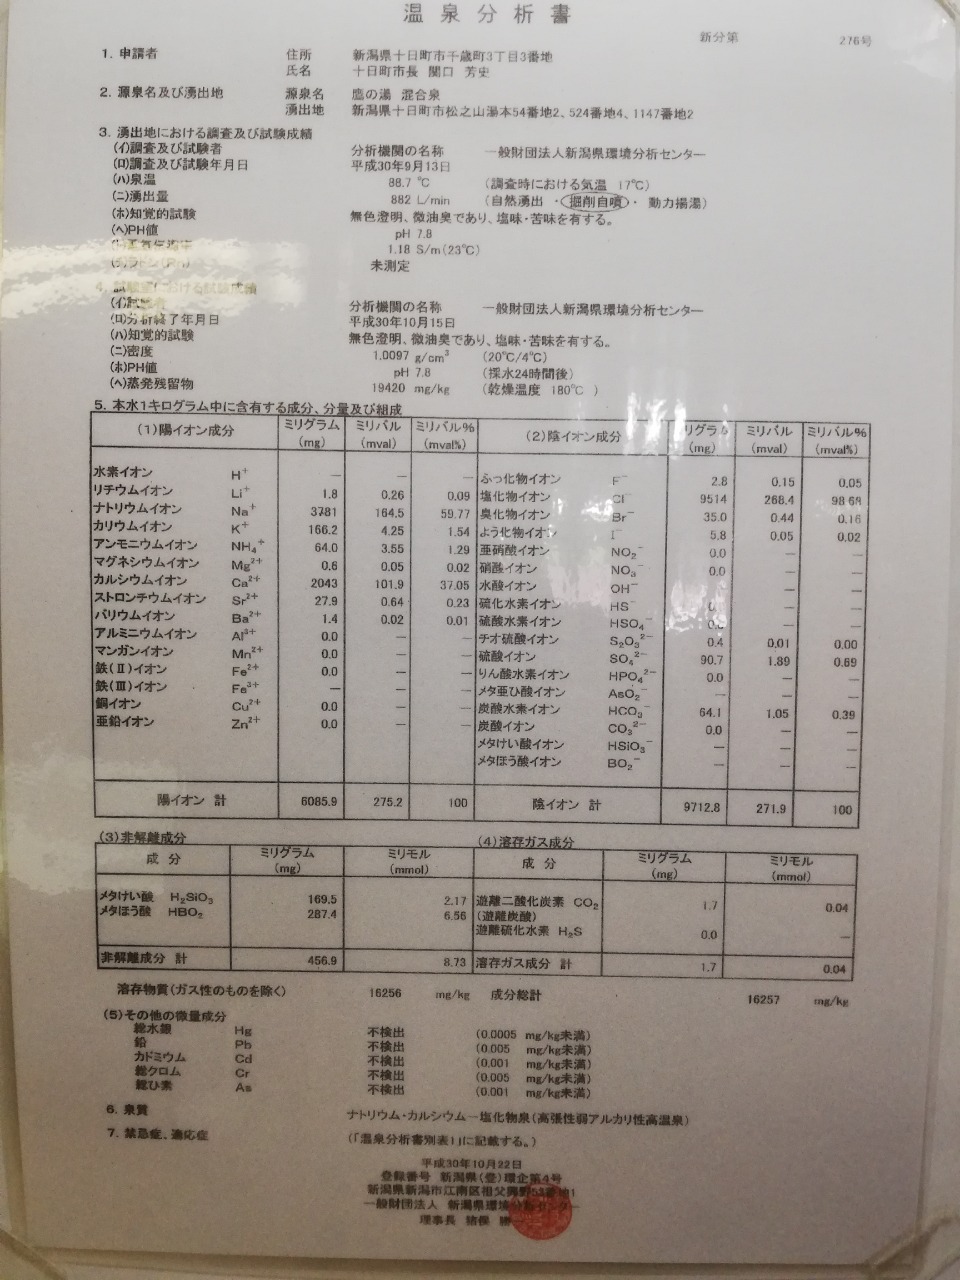 温泉分析書
新分第 276号
1. 申請者 住所 新潟県十日町市千歳町3丁目3番地
氏名 十日町市長 関口 芳史
2. 源泉名及び湧出地 源泉名 鷹の湯 混合泉
湧出地 新潟県十日町市松之山湯本54番地2、524番地4、1147番地2
3. 湧出地における調査及び試験成績
(イ)調査及び試験者 分析機関の名称 一般財団法人新潟県環境分析センター
(ロ)調査及び試験年月日 平成30年9月13日
(ハ)泉温 88.7 ℃ (調査時における気温 17℃)
(ニ)湧出量 882 L/min (自然湧出 ・ 掘削自噴 ・ 動力揚湯)
(ホ)知覚的試験 無色澄明、微油臭であり、塩味・苦味を有する。
(ヘ)PH値 pH 7.8
1.18 S/m(23℃)
未測定
4. 試験室における試験成績
(イ)試験者 分析機関の名称 一般財団法人新潟県環境分析センター
(ロ)分析終了年月日 平成30年10月15日
(ハ)知覚的試験 無色澄明、微油臭であり、塩味・苦味を有する。
(ニ)密度 1.0097 g/cm³ (20℃/4℃)
(ホ)PH値 pH 7.8 (採水24時間後)
(ヘ)蒸発残留物 19420 mg/kg (乾燥温度 180℃ )
5. 本水1キログラム中に含有する成分、分量及び組成
(1)陽イオン成分 ミリグラム (mg) ミリバル (mval) ミリバル% (mval%) (2)陰イオン成分 ミリグラム (mg) ミリバル (mval) ミリバル% (mval%)
水素イオン H⁺ — — — ふっ化物イオン F⁻ 2.8 0.15 0.05
リチウムイオン Li⁺ 1.8 0.26 0.09 塩化物イオン Cl⁻ 9514 268.4 98.68
ナトリウムイオン Na⁺ 3781 164.5 59.77 臭化物イオン Br⁻ 35.0 0.44 0.16
カリウムイオン K⁺ 166.2 4.25 1.54 よう化物イオン I⁻ 5.8 0.05 0.02
アンモニウムイオン NH₄⁺ 64.0 3.55 1.29 亜硝酸イオン NO₂⁻ 0.0 — —
マグネシウムイオン Mg²⁺ 0.6 0.05 0.02 硝酸イオン NO₃⁻ 0.0 — —
カルシウムイオン Ca²⁺ 2043 101.9 37.05 水酸イオン OH⁻ — —
ストロンチウムイオン Sr²⁺ 27.9 0.64 0.23 硫化水素イオン HS⁻ — —
バリウムイオン Ba²⁺ 1.4 0.02 0.01 硫酸水素イオン HSO₄⁻ — —
アルミニウムイオン Al³⁺ 0.0 — — チオ硫酸イオン S₂O₃²⁻ 0.4 0.01 0.00
マンガンイオン Mn²⁺ 0.0 — — 硫酸イオン SO₄²⁻ 90.7 1.89 0.69
鉄(Ⅱ)イオン Fe²⁺ 0.0 — — りん酸水素イオン HPO₄²⁻ 0.0 — —
鉄(Ⅲ)イオン Fe³⁺ — — — メタ亜ひ酸イオン AsO₂⁻ — — —
銅イオン Cu²⁺ 0.0 — — 炭酸水素イオン HCO₃⁻ 64.1 1.05 0.39
亜鉛イオン Zn²⁺ 0.0 — — 炭酸イオン CO₃²⁻ 0.0 — —
メタけい酸イオン HSiO₃⁻ — — —
メタほう酸イオン BO₂⁻ — — —
陽イオン 計 6085.9 275.2 100 陰イオン 計 9712.8 271.9 100
(3)非解離成分 (4)溶存ガス成分
成 分 ミリグラム (mg) ミリモル (mmol) 成 分 ミリグラム (mg) ミリモル (mmol)
メタけい酸 H₂SiO₃ 169.5 2.17 遊離二酸化炭素 CO₂ 1.7 0.04
メタほう酸 HBO₂ 287.4 6.56 (遊離炭酸)
遊離硫化水素 H₂S 0.0 —
非解離成分 計 456.9 8.73 溶存ガス成分 計 1.7 0.04
溶存物質(ガス性のものを除く) 16256 mg/kg 成分総計 16257 mg/kg
(5)その他の微量成分
総水銀 Hg 不検出 (0.0005 mg/kg未満)
鉛 Pb 不検出 (0.005 mg/kg未満)
カドミウム Cd 不検出 (0.001 mg/kg未満)
総クロム Cr 不検出 (0.005 mg/kg未満)
総ひ素 As 不検出 (0.001 mg/kg未満)
6. 泉質 ナトリウム・カルシウム－塩化物泉(高張性弱アルカリ性高温泉)
7. 禁忌症、適応症 (「温泉分析書別表1」に記載する。)
平成30年10月22日
登録番号 新潟県(登)環企第4号
新潟県新潟市江南区祖父興野53番地1
一般財団法人 新潟県環境分析センター
理事長 猪俣 勝一